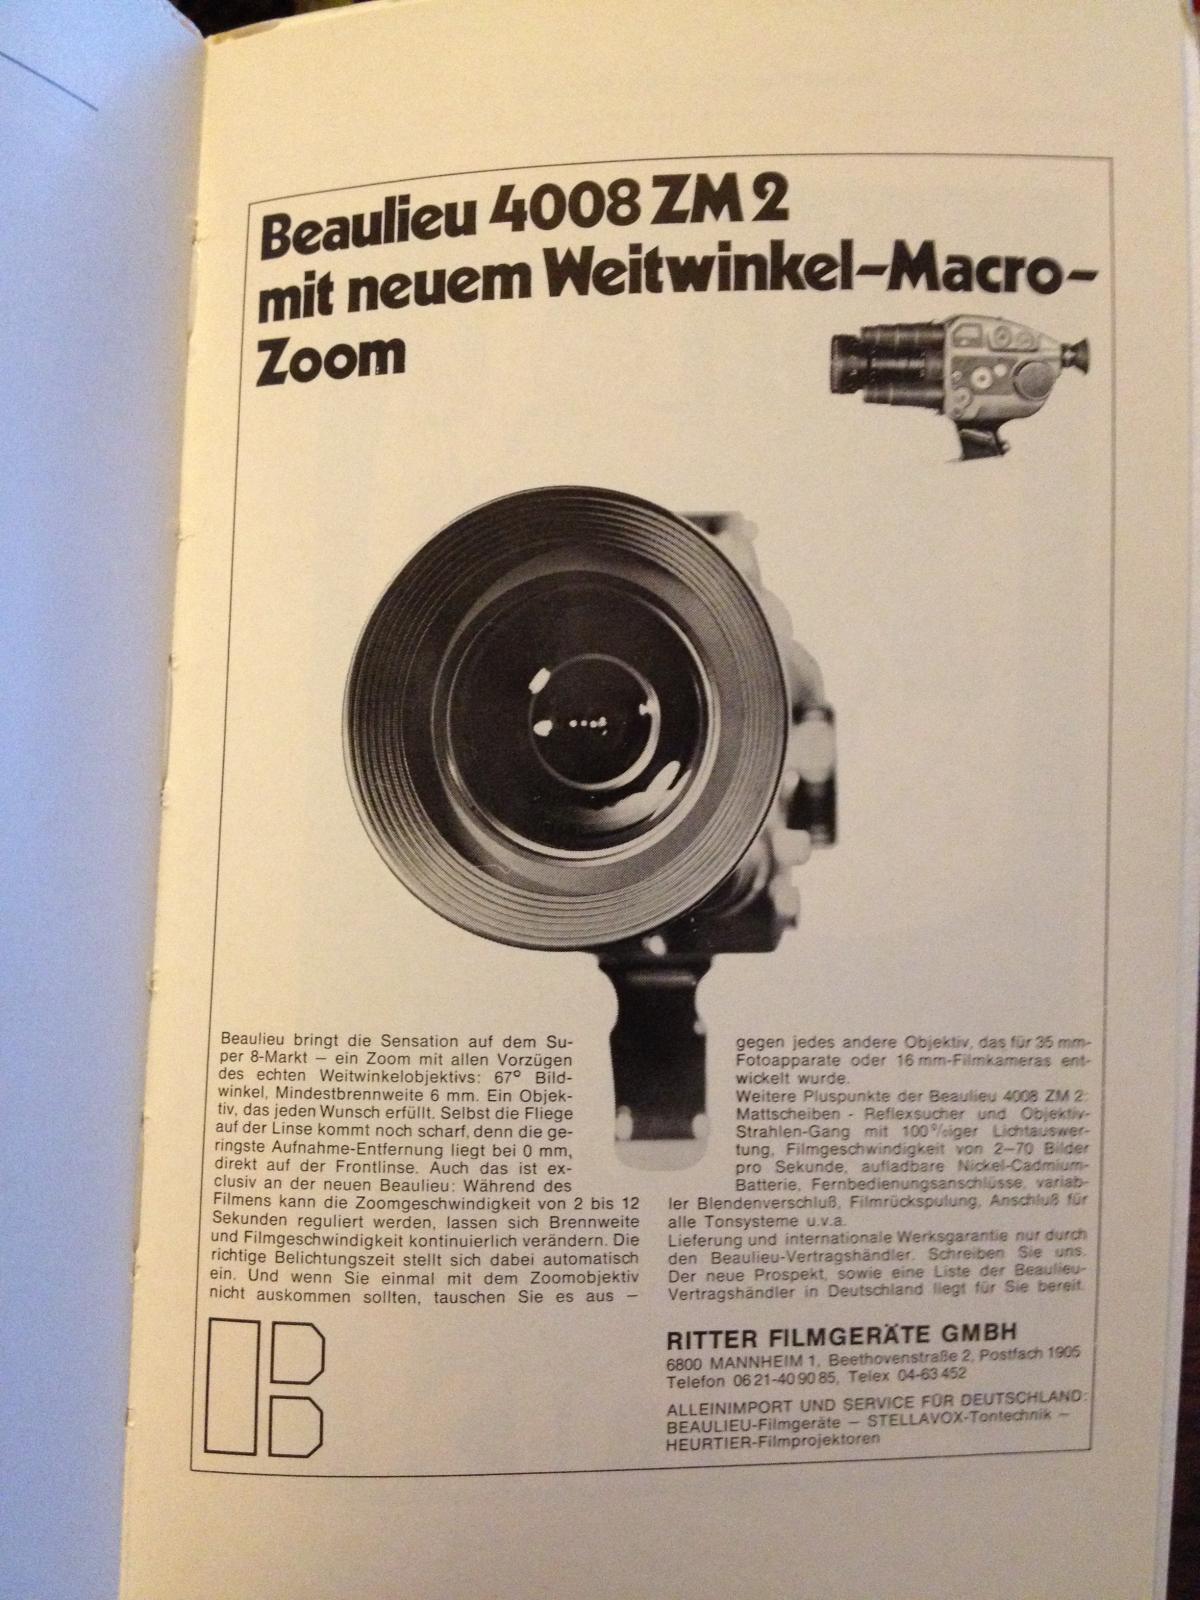 Beaulieu 4008 ZM 2
mit neuem Weitwinkel-Macro-
Zoom
Beaulieu bringt die Sensation auf dem Su-
per 8-Markt – ein Zoom mit allen Vorzügen
des echten Weitwinkelobjektivs: 67° Bild-
winkel, Mindestbrennweite 6 mm. Ein Objek-
tiv, das jeden Wunsch erfüllt. Selbst die Fliege
auf der Linse kommt noch scharf, denn die ge-
ringste Aufnahme-Entfernung liegt bei 0 mm,
direkt auf der Frontlinse. Auch das ist ex-
clusiv an der neuen Beaulieu: Während des
Filmens kann die Zoomgeschwindigkeit von 2 bis 12
Sekunden reguliert werden, lassen sich Brennweite
und Filmgeschwindigkeit kontinuierlich verändern. Die
richtige Belichtungszeit stellt sich dabei automatisch
ein. Und wenn Sie einmal mit dem Zoomobjektiv
nicht auskommen sollten, tauschen Sie es aus –
gegen jedes andere Objektiv, das für 35 mm-
Fotoapparate oder 16 mm-Filmkameras ent-
wickelt wurde.
Weitere Pluspunkte der Beaulieu 4008 ZM 2:
Mattscheiben - Reflexsucher und Objektiv-
Strahlen-Gang mit 100%iger Lichtauswer-
tung, Filmgeschwindigkeit von 2–70 Bilder
pro Sekunde, aufladbare Nickel-Cadmium-
Batterie, Fernbedienungsanschlüsse, variab-
ler Blendenverschluß, Filmrückspulung, Anschluß für
alle Tonsysteme u.v.a.
Lieferung und internationale Werksgarantie nur durch
den Beaulieu-Vertragshändler. Schreiben Sie uns.
Der neue Prospekt, sowie eine Liste der Beaulieu-
Vertragshändler in Deutschland liegt für Sie bereit.
B
RITTER FILMGERÄTE GMBH
6800 MANNHEIM 1, Beethovenstraße 2, Postfach 1905
Telefon 06 21-40 90 85, Telex 04-63 452
ALLEINIMPORT UND SERVICE FÜR DEUTSCHLAND:
BEAULIEU-Filmgeräte – STELLAVOX-Tontechnik –
HEURTIER-Filmprojektoren